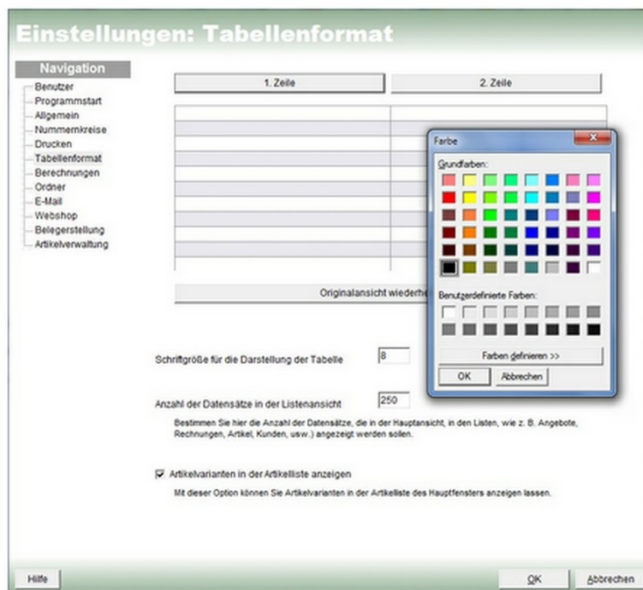 Einstellungen: Tabellenformat
Navigation
Benutzer
Programmstart
Allgemein
Nummernkreise
Drucken
Tabellenformat
Berechnungen
Ordner
E-Mail
Webshop
Belegerstellung
Artikelverwaltung
1. Zeile
2. Zeile
Originalansicht
Schriftgröße für die Darstellung der Tabelle
8
Anzahl der Datensätze in der Listenansicht
250
Bestimmen Sie hier die Anzahl der Datensätze, die in der Hauptansicht, in den Listen, wie z. B. Angebote,
Rechnungen, Artikel, Kunden, usw.) angezeigt werden sollen.
Artikelvarianten in der Artikelliste anzeigen
Mit dieser Option können Sie Artikelvarianten in der Artikelliste des Hauptfensters anzeigen lassen.
Farbe
Grundfarben:
Benutzerdefinierte Farben:
Farben definieren >>
OK
Abbrechen
Hilfe
OK
Abbrechen